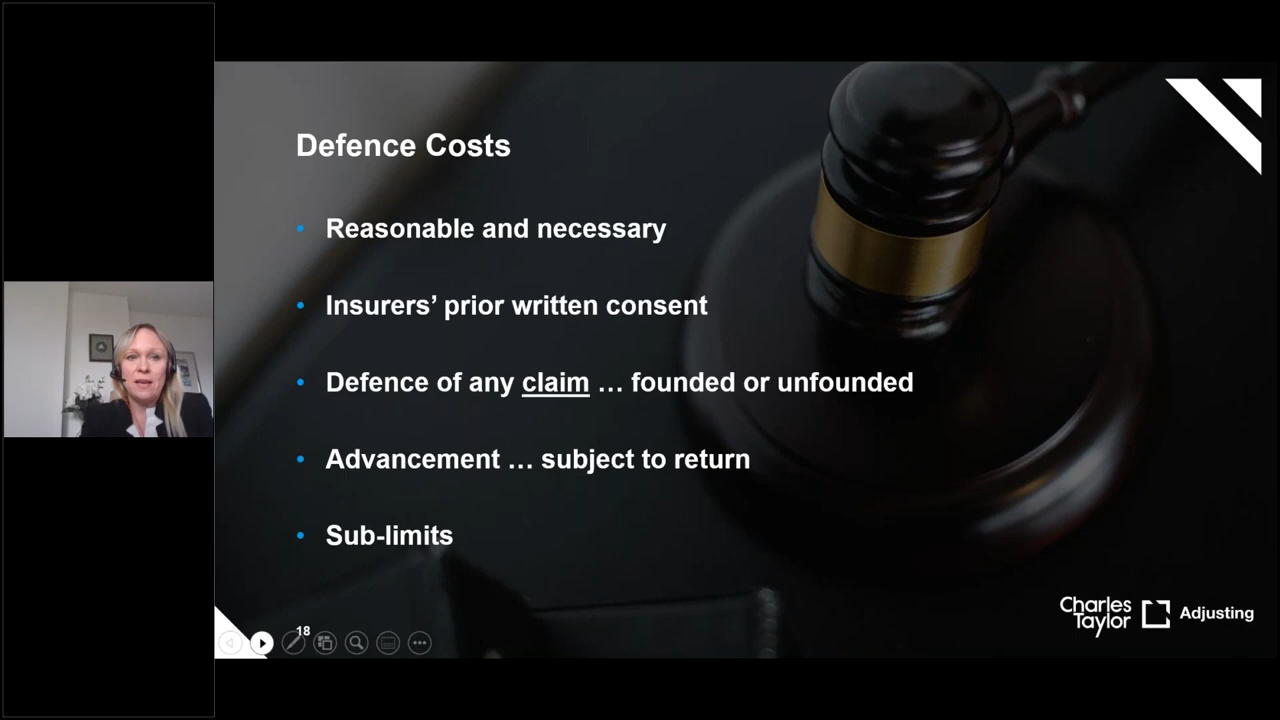 Defence Costs
• Reasonable and necessary
• Insurers’ prior written consent
• Defence of any claim … founded or unfounded
• Advancement … subject to return
• Sub-limits
18
Charles
Taylor
Adjusting